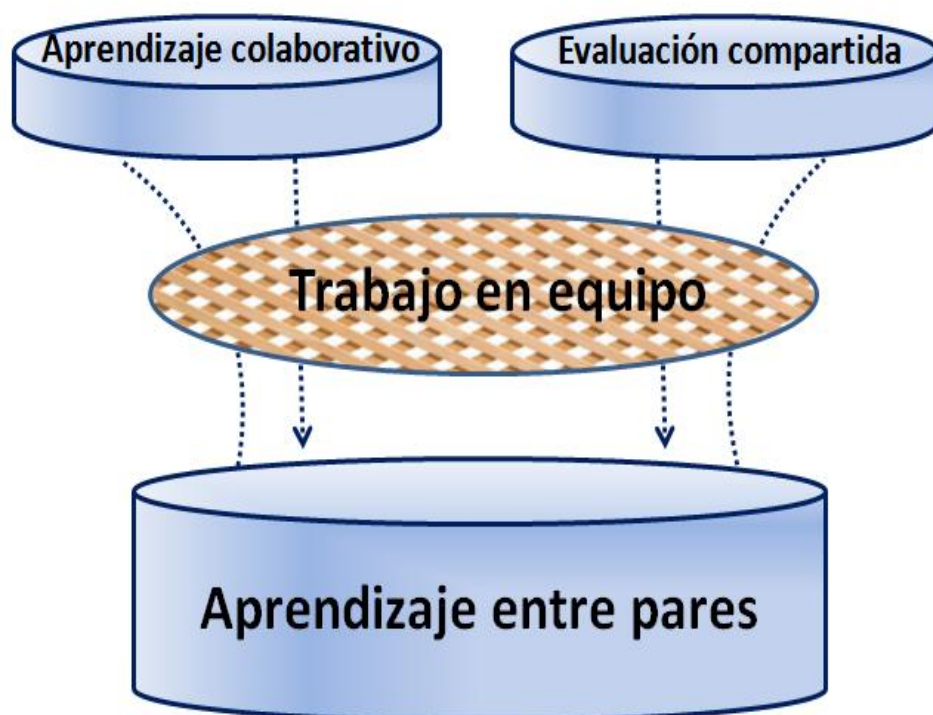 Aprendizaje colaborativo
Evaluación compartida
Trabajo en equipo
Aprendizaje entre pares